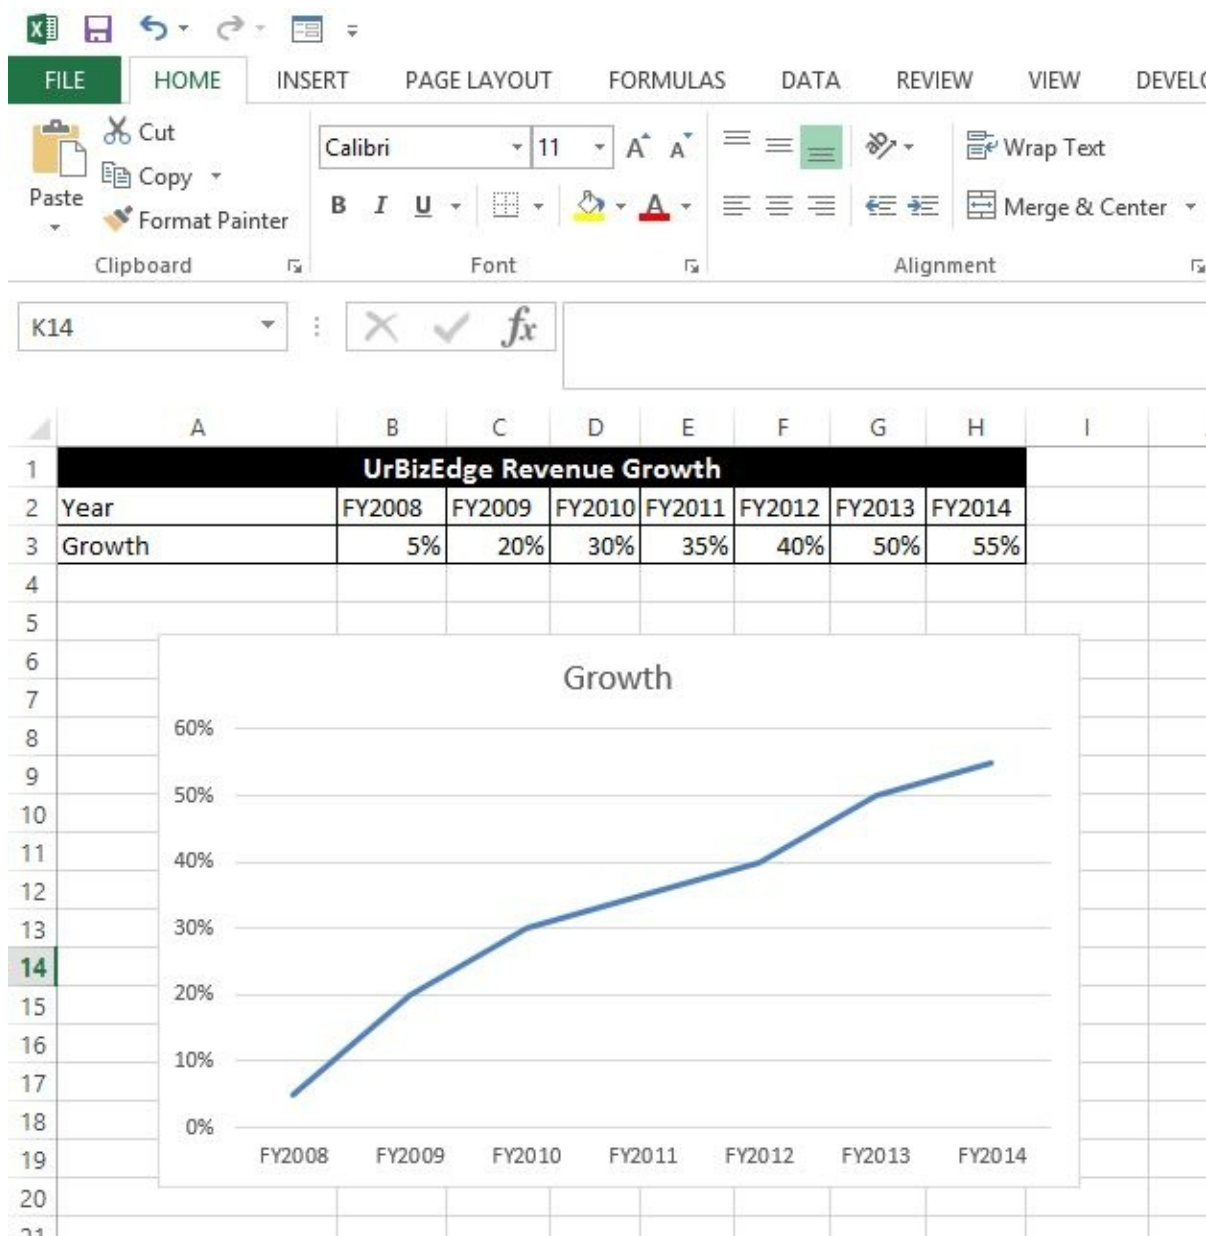 FILE HOME INSERT PAGE LAYOUT FORMULAS DATA REVIEW VIEW
Cut
Copy
Paste
Format Painter
Calibri 11 A A
Wrap Text
B I U A
Merge & Center
Clipboard Font Alignment
K14 fx
A B C D E F G H I
1 UrBizEdge Revenue Growth
2 Year FY2008 FY2009 FY2010 FY2011 FY2012 FY2013 FY2014
3 Growth 5% 20% 30% 35% 40% 50% 55%
4
5
6
7
8
9
10
11
12
13
14
15
16
17
18
19
20
Growth
60%
50%
40%
30%
20%
10%
0%
FY2008 FY2009 FY2010 FY2011 FY2012 FY2013 FY2014